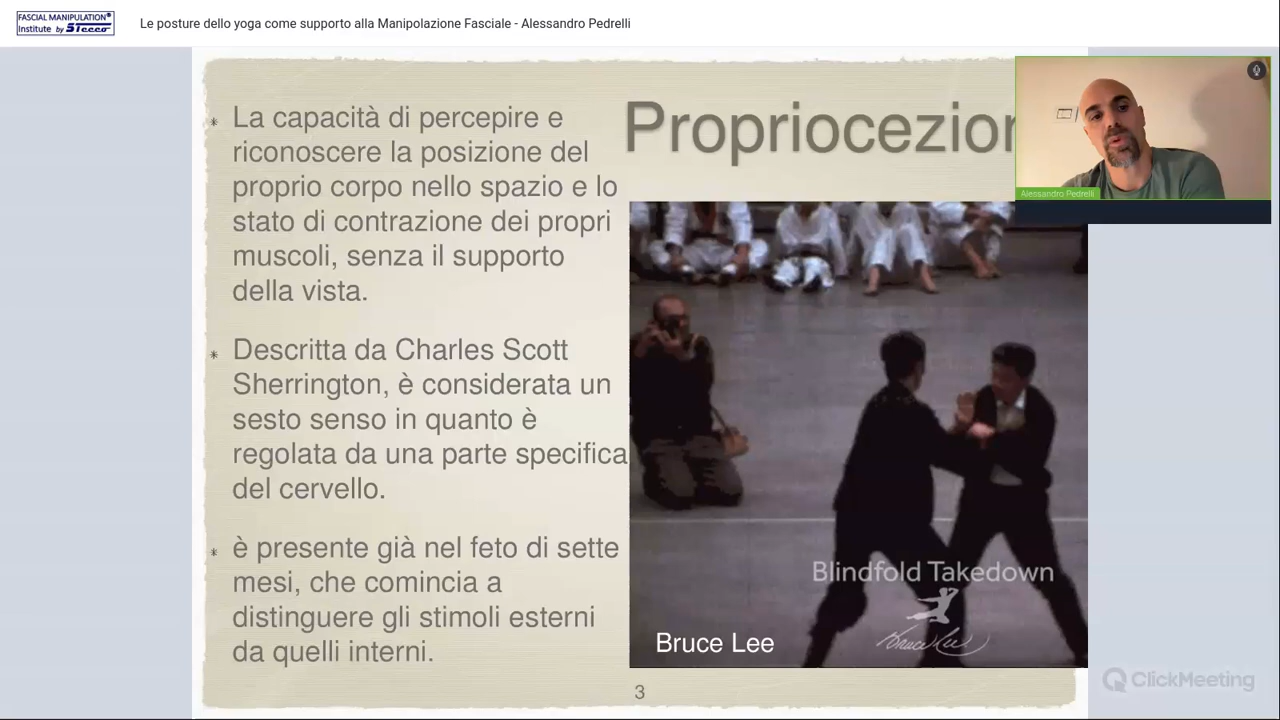 FASCIAL MANIPULATION®
Institute by Stecco
Le posture dello yoga come supporto alla Manipolazione Fasciale - Alessandro Pedrelli
Propriocezion
Alessandro Pedrelli
* La capacità di percepire e
riconoscere la posizione del
proprio corpo nello spazio e lo
stato di contrazione dei propri
muscoli, senza il supporto
della vista.
* Descritta da Charles Scott
Sherrington, è considerata un
sesto senso in quanto è
regolata da una parte specifica
del cervello.
* è presente già nel feto di sette
mesi, che comincia a
distinguere gli stimoli esterni
da quelli interni.
Blindfold Takedown
Bruce Lee
Bruce Lee
3
ClickMeeting